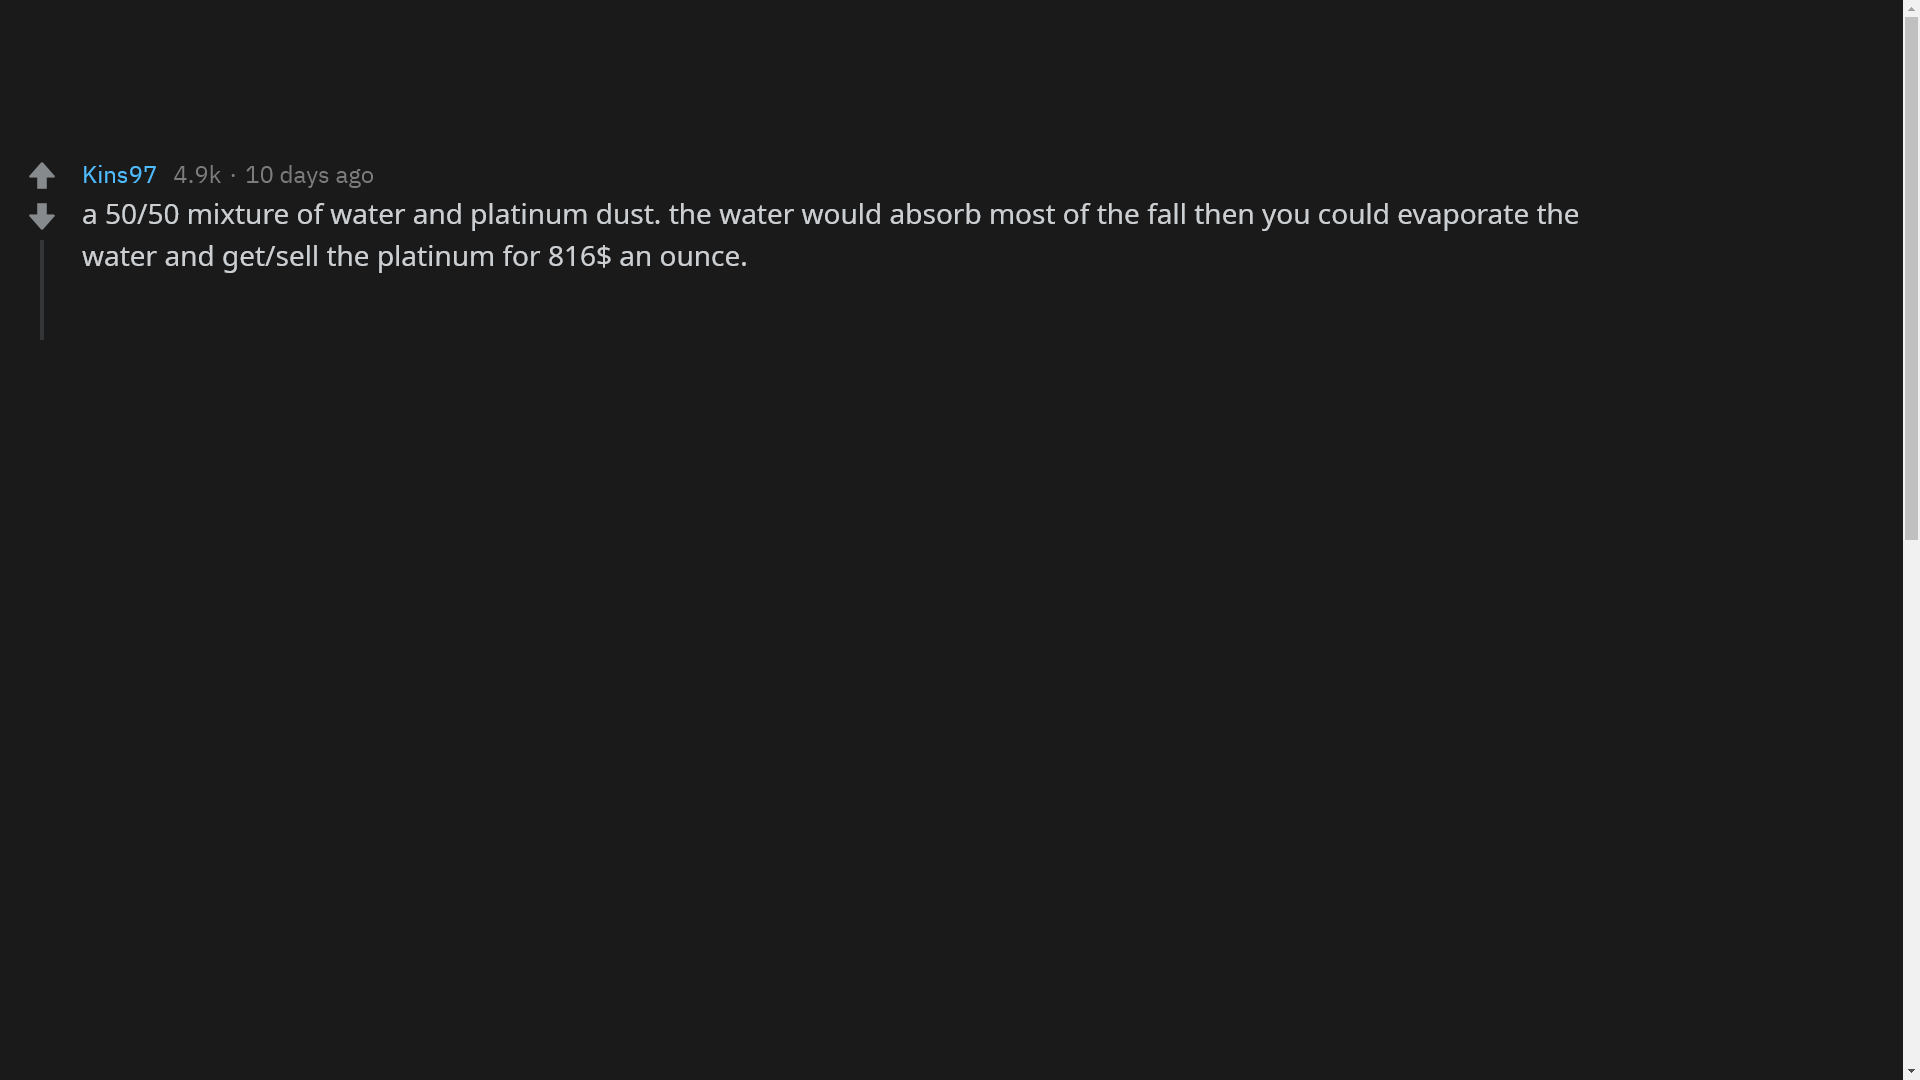 Kins97 4.9k · 10 days ago
a 50/50 mixture of water and platinum dust. the water would absorb most of the fall then you could evaporate the
water and get/sell the platinum for 816$ an ounce.